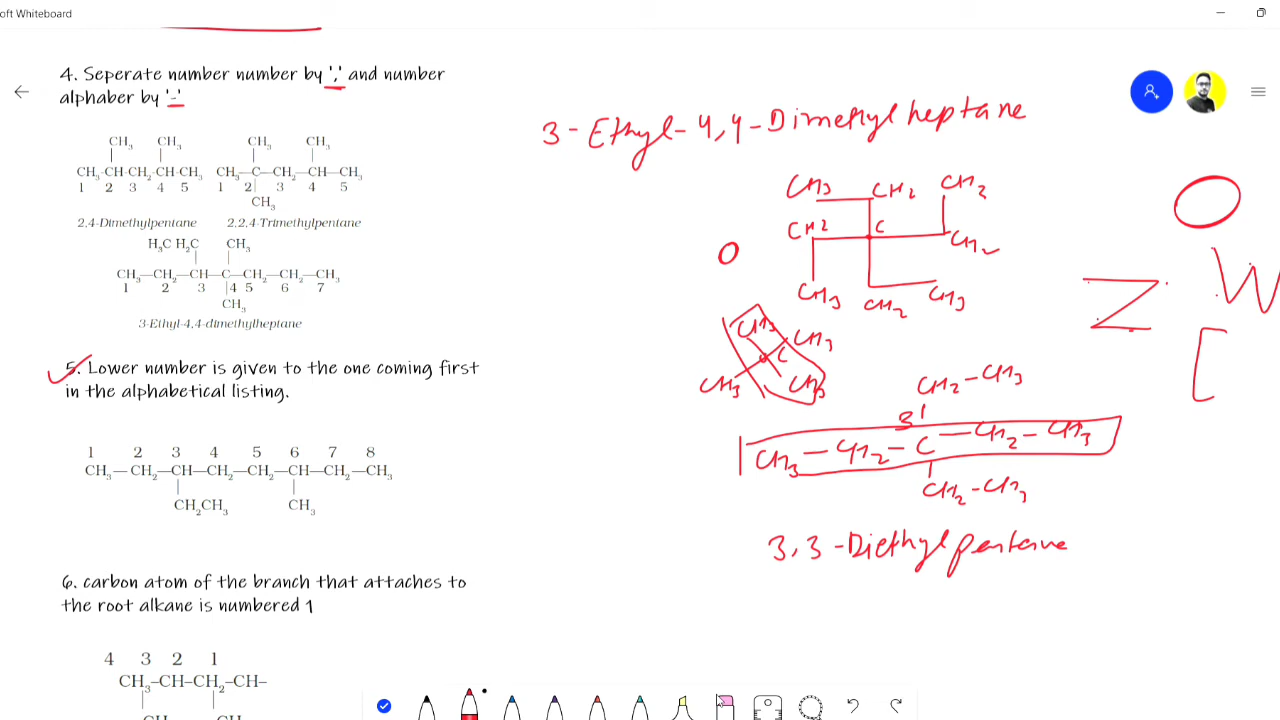 oft Whiteboard
4. Seperate number number by ',' and number
alphaber by '-'
CH₃ CH₃ CH₃ CH₃
CH₃-CH-CH₂-CH-CH₃ CH₃—C—CH₂—CH—CH₃
1 2 3 4 5 1 2 3 4 5
CH₃
2,4-Dimethylpentane 2,2,4-Trimethylpentane
H₃C H₂C CH₃
CH₃—CH₂—CH—C—CH₂—CH₂—CH₃
1 2 3 4 5 6 7
CH₃
3-Ethyl-4,4-dimethylheptane
5. Lower number is given to the one coming first
in the alphabetical listing.
1 2 3 4 5 6 7 8
CH₃—CH₂—CH—CH₂—CH₂—CH—CH₂—CH₃
CH₂CH₃ CH₃
6. carbon atom of the branch that attaches to
the root alkane is numbered 1
4 3 2 1
CH₃-CH-CH₂-CH-
3-Ethyl-4,4-Dimethylheptane
CH₃ CH₂ CH₂
CH₂ C CH₂
CH₃ CH₂ CH₃
O
CH₃ CH₃
C
CH₃ CH₃
CH₂-CH₃
3
CH₃-CH₂-C-CH₂-CH₃
CH₂-CH₃
3,3-Diethylpentane
O
Z W
[